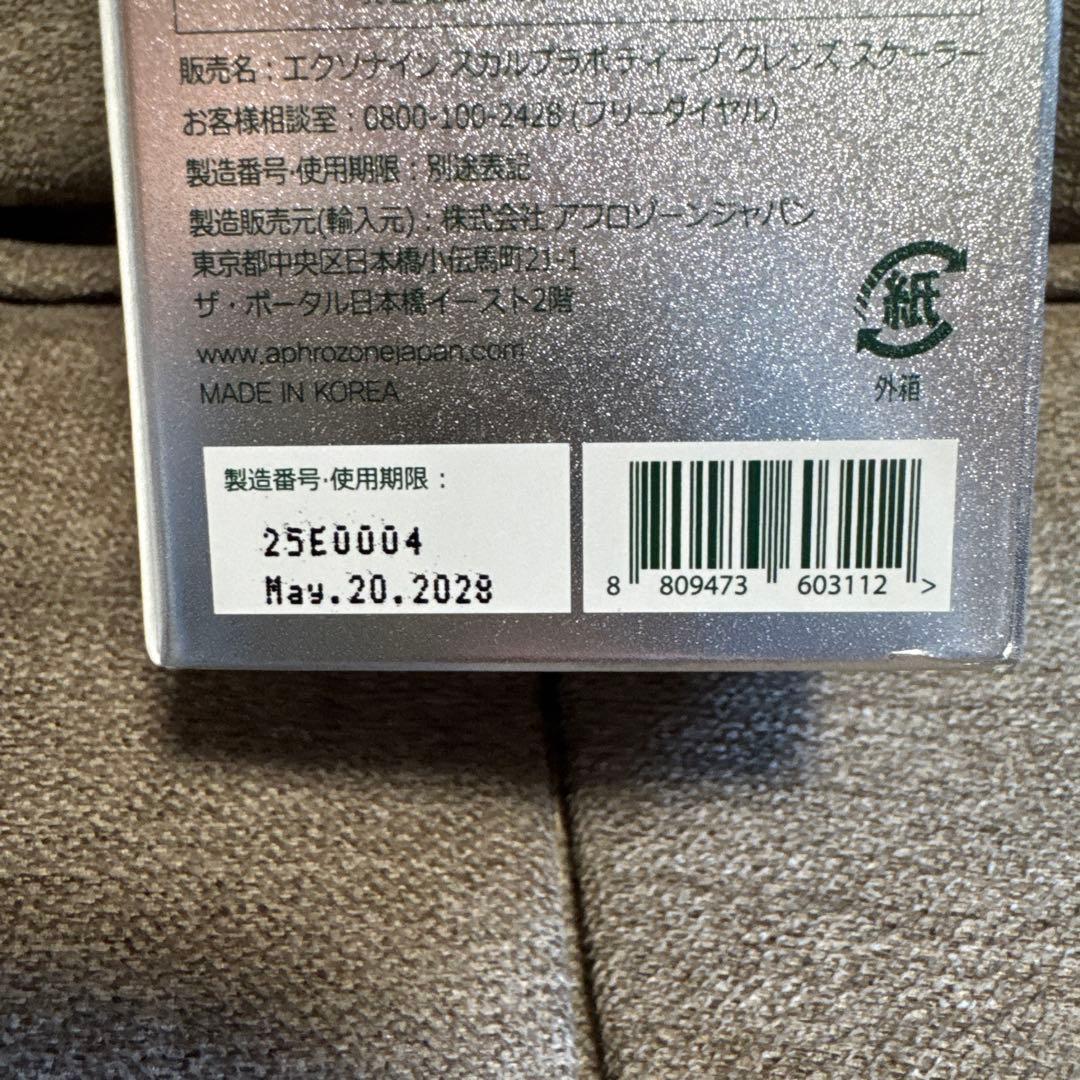 販売名：エクソナイン スカルプラボ ディープ クレンズ スケーラー
お客様相談室：0800-100-2428 (フリーダイヤル)
製造番号·使用期限：別途表記
製造販売元(輸入元)：株式会社 アフロゾーンジャパン
東京都中央区日本橋小伝馬町21-1
ザ・ポータル日本橋イースト2階
www.aphrozonejapan.com
MADE IN KOREA
紙
外箱
製造番号·使用期限：
25E0004
May.20.2028
8 809473 603112 >